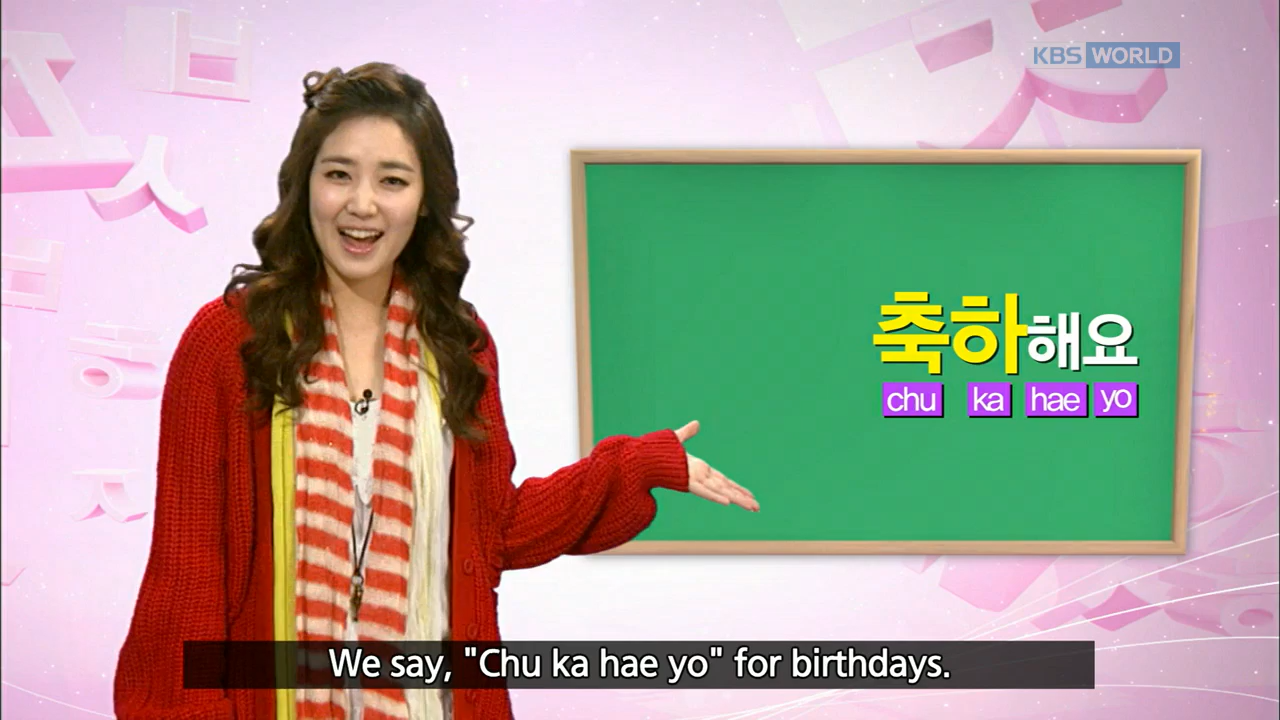 KBS WORLD
축하해요
chu ka hae yo
We say, "Chu ka hae yo" for birthdays.